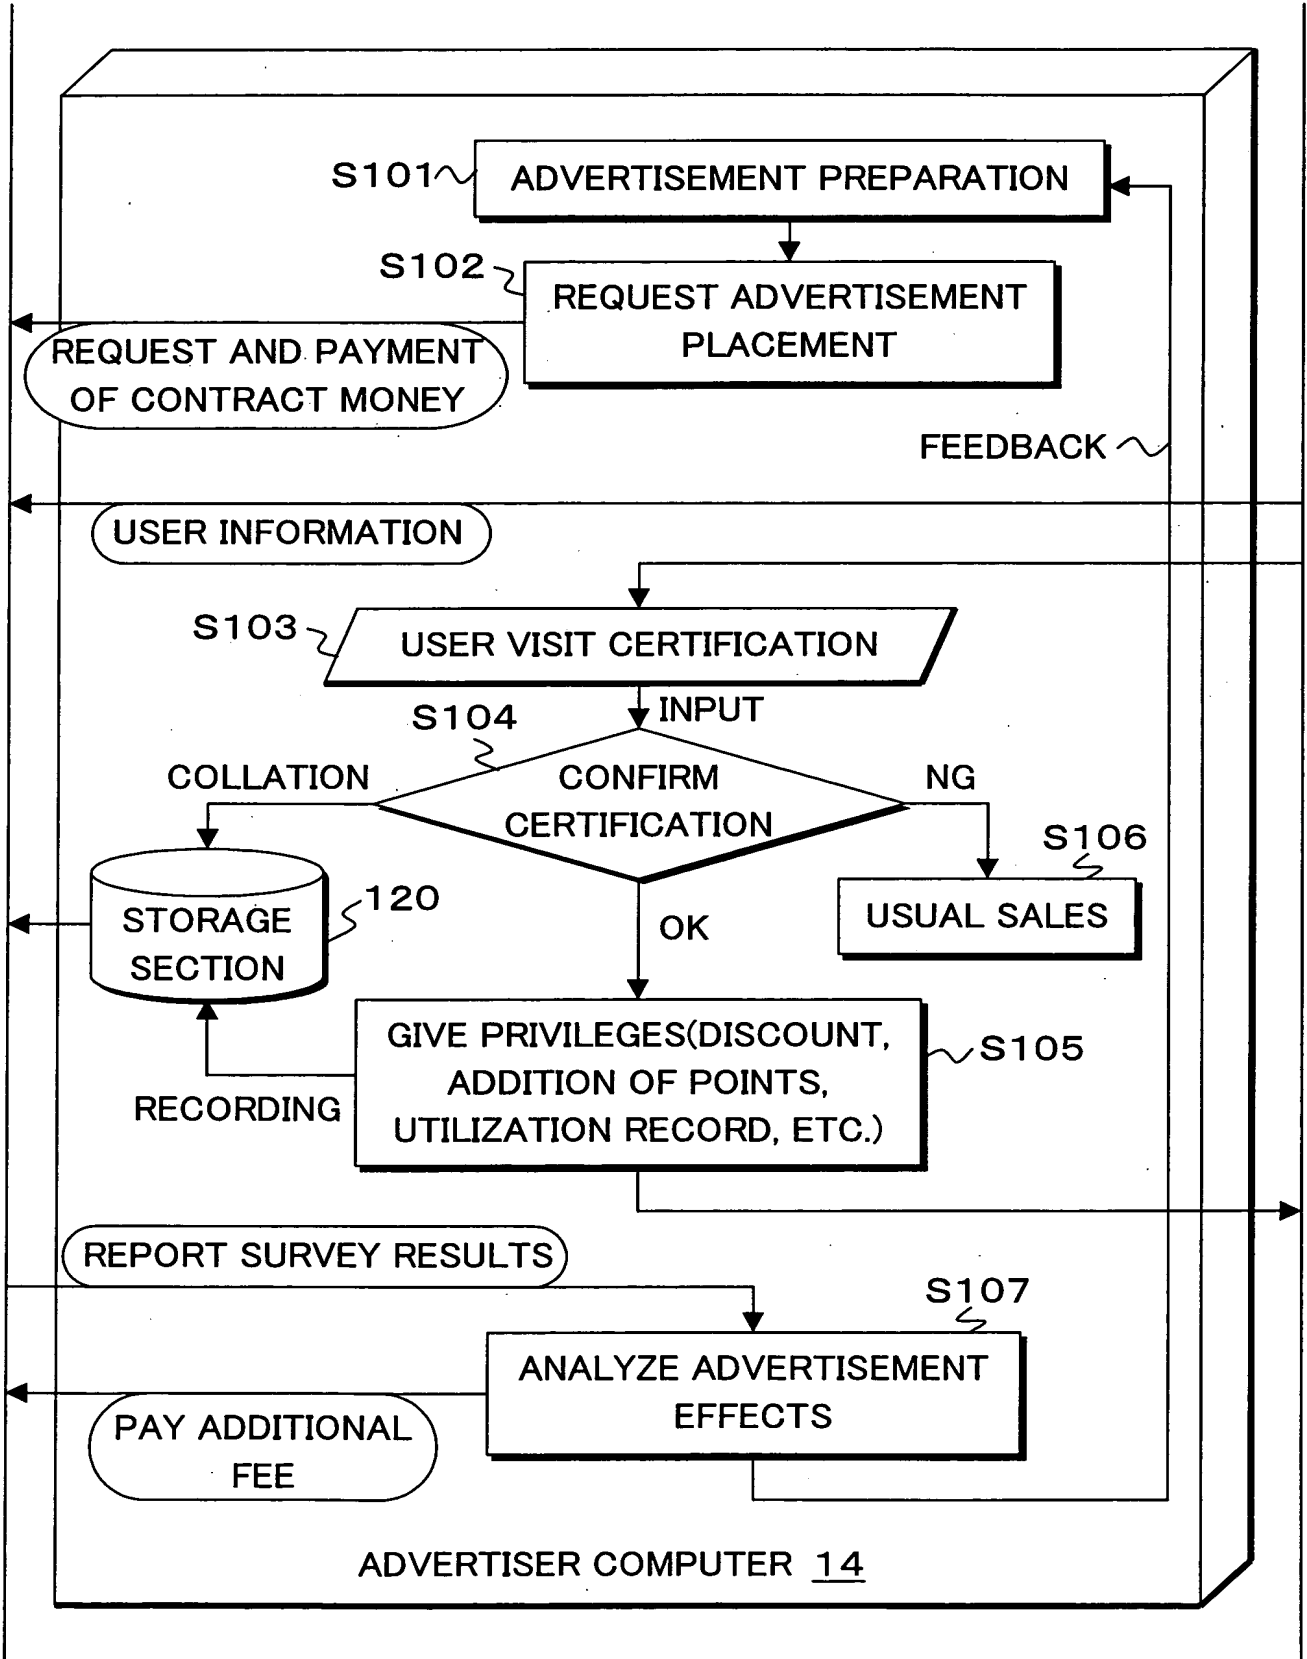 S101
ADVERTISEMENT PREPARATION
S102
REQUEST ADVERTISEMENT
PLACEMENT
REQUEST AND PAYMENT
OF CONTRACT MONEY
FEEDBACK
USER INFORMATION
S103
USER VISIT CERTIFICATION
INPUT
S104
COLLATION
CONFIRM
CERTIFICATION
NG
S106
USUAL SALES
120
STORAGE
SECTION
OK
GIVE PRIVILEGES(DISCOUNT,
ADDITION OF POINTS,
UTILIZATION RECORD, ETC.)
S105
RECORDING
REPORT SURVEY RESULTS
S107
ANALYZE ADVERTISEMENT
EFFECTS
PAY ADDITIONAL
FEE
ADVERTISER COMPUTER 14